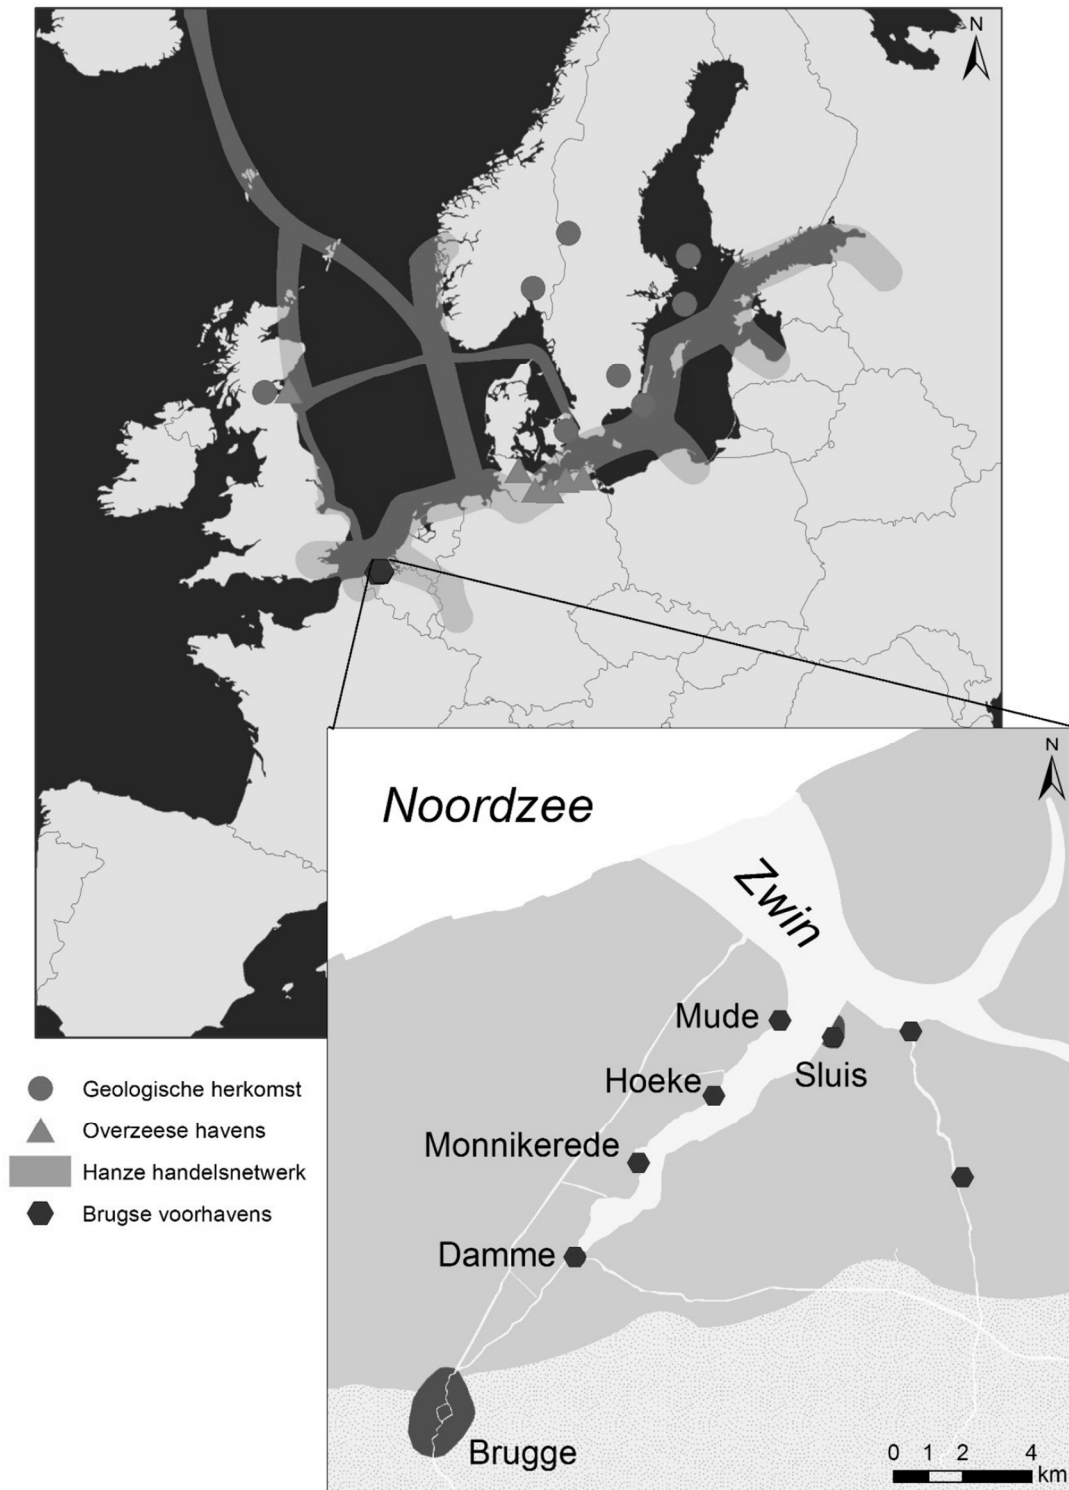 N
Noordzee
N
Zwin
Mude
Sluis
Hoeke
Monnikerede
Damme
Brugge
0 1 2 4
km
Geologische herkomst
Overzeese havens
Hanze handelsnetwerk
Brugse voorhavens